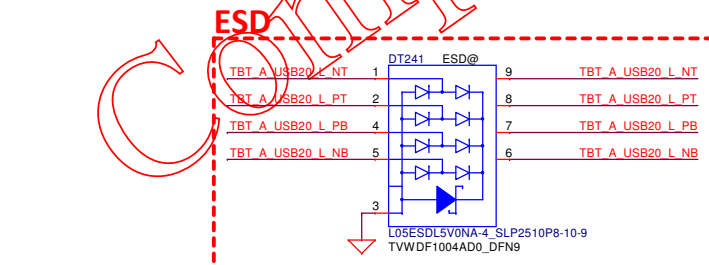 ESD
DT241 ESD@
TBT_A_USB20_L_NT 1 9 TBT_A_USB20_L_NT
TBT_A_USB20_L_PT 2 8 TBT_A_USB20_L_PT
TBT_A_USB20_L_PB 4 7 TBT_A_USB20_L_PB
TBT_A_USB20_L_NB 5 6 TBT_A_USB20_L_NB
3
L05ESDL5V0NA-4_SLP2510P8-10-9
TVWDF1004AD0_DFN9